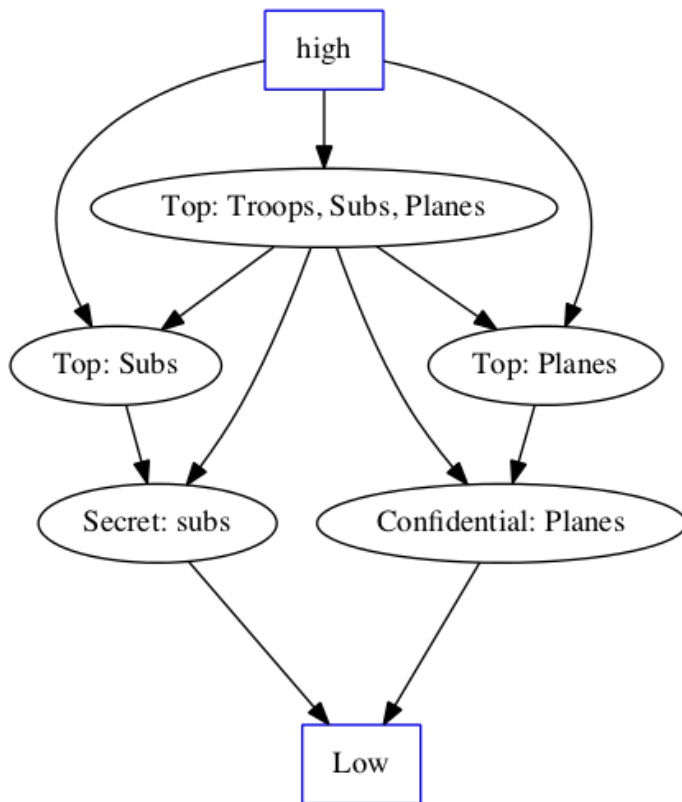 high
Top: Troops, Subs, Planes
Top: Subs
Top: Planes
Secret: subs
Confidential: Planes
Low